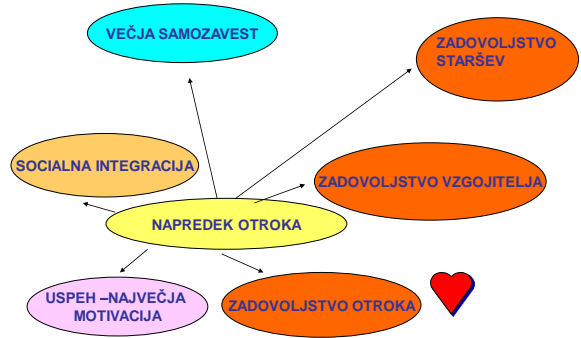 VEČJA SAMOZAVEST
ZADOVOLJSTVO
STARŠEV
SOCIALNA INTEGRACIJA
ZADOVOLJSTVO VZGOJITELJA
NAPREDEK OTROKA
USPEH –NAJVEČJA
MOTIVACIJA
ZADOVOLJSTVO OTROKA